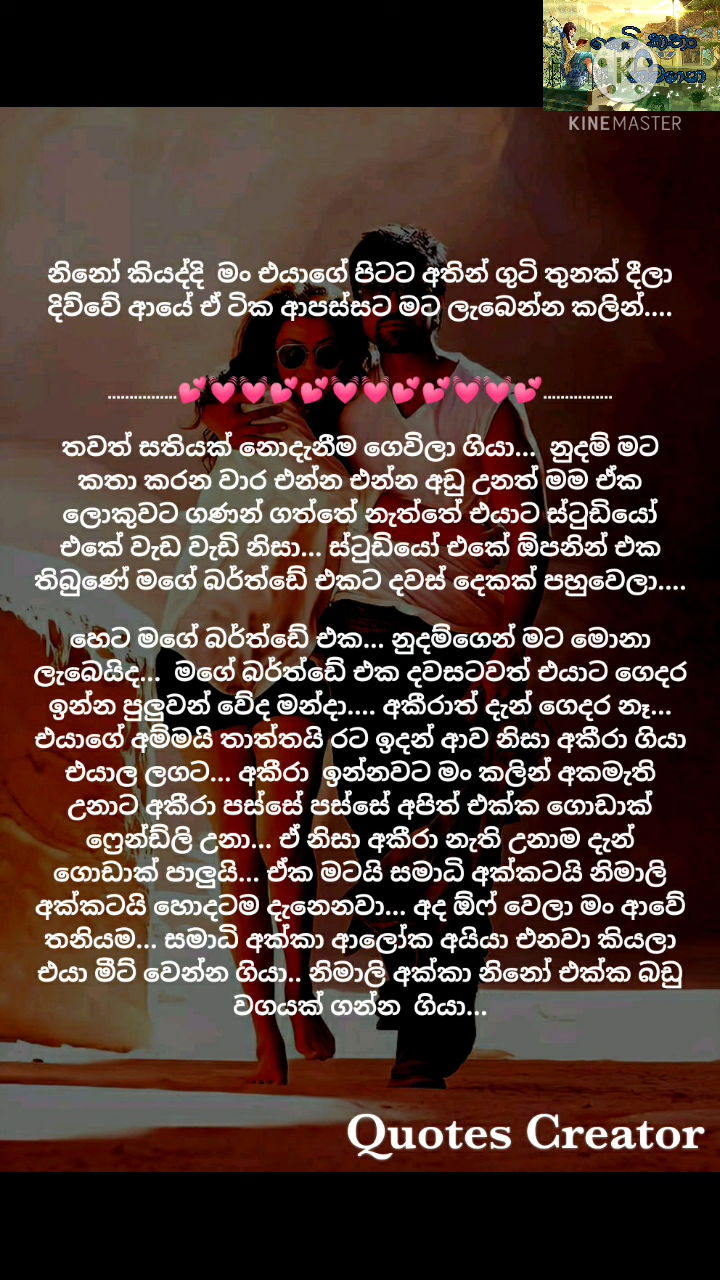 කතා
KINEMASTER
නිනෝ කියද්දි මං එයාගේ පිටට අතින් ගුටි තුනක් දීලා
දිව්වේ ආයේ ඒ ටික ආපස්සට මට ලැබෙන්න කලින්....
................💕💓💓💕💕💓💓💕💕💓💓💕................
තවත් සතියක් නොදැනීම ගෙවිලා ගියා... නුදම් මට
කතා කරන වාර එන්න එන්න අඩු උනත් මම ඒක
ලොකුවට ගණන් ගත්තේ නැත්තේ එයාට ස්ටුඩියෝ
එකේ වැඩ වැඩි නිසා... ස්ටුඩියෝ එකේ ඕපනින් එක
තිබුණේ මගේ බර්ත්ඩේ එකට දවස් දෙකක් පහුවෙලා....
හෙට මගේ බර්ත්ඩේ එක... නුදම්ගෙන් මට මොනා
ලැබෙයිද... මගේ බර්ත්ඩේ එක දවසටවත් එයාට ගෙදර
ඉන්න පුලුවන් වේද මන්දා.... අකීරාත් දැන් ගෙදර නෑ...
එයාගේ අම්මයි තාත්තයි රට ඉදන් ආව නිසා අකීරා ගියා
එයාල ලගට... අකීරා ඉන්නවට මං කලින් අකමැති
උනාට අකීරා පස්සේ පස්සේ අපිත් එක්ක ගොඩාක්
ෆ්‍රෙන්ඩ්ලි උනා... ඒ නිසා අකීරා නැති උනාම දැන්
ගොඩාක් පාලුයි... ඒක මටයි සමාධි අක්කටයි නිමාලි
අක්කටයි හොදටම දැනෙනවා... අද ඕෆ් වෙලා මං ආවේ
තනියම... සමාධි අක්කා ආලෝක අයියා එනවා කියලා
එයා මීට් වෙන්න ගියා.. නිමාලි අක්කා නිනෝ එක්ක බඩු
වගයක් ගන්න ගියා...
Quotes Creator